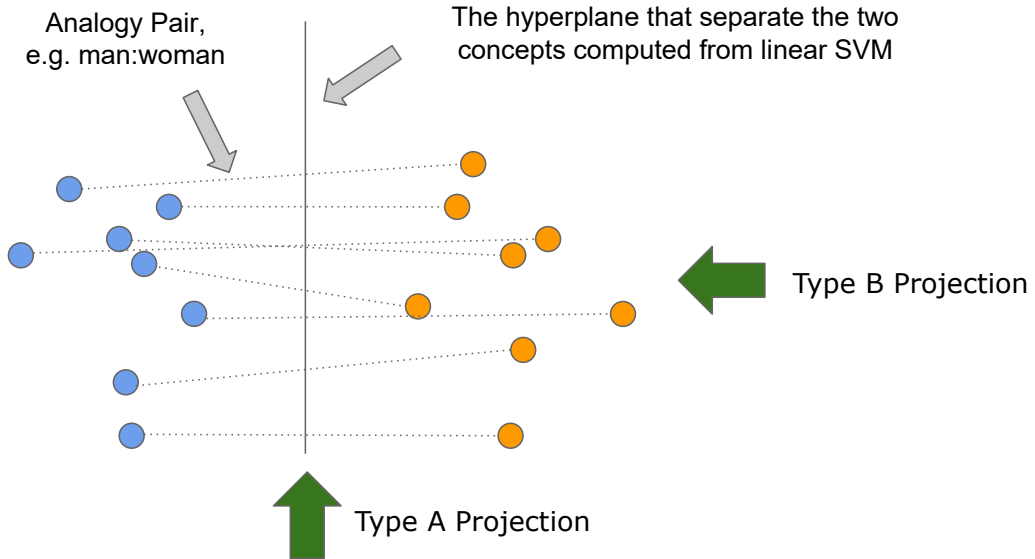 Analogy Pair,
e.g. man:woman
The hyperplane that separate the two
concepts computed from linear SVM
Type B Projection
Type A Projection